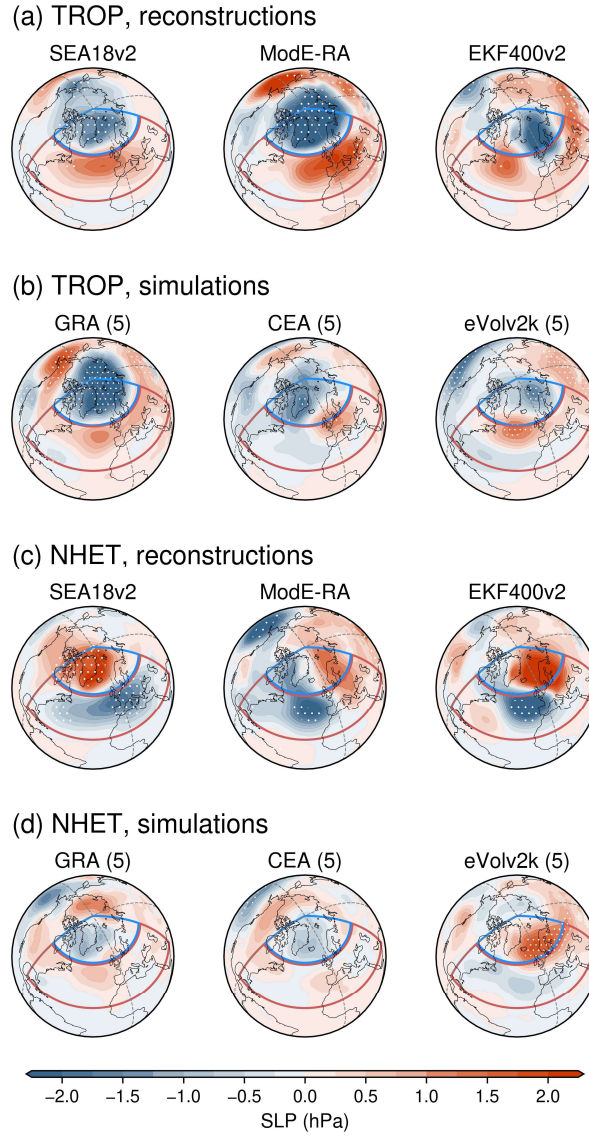 (a) TROP, reconstructions
SEA18v2 ModE-RA EKF400v2
(b) TROP, simulations
GRA (5) CEA (5) eVolv2k (5)
(c) NHET, reconstructions
SEA18v2 ModE-RA EKF400v2
(d) NHET, simulations
GRA (5) CEA (5) eVolv2k (5)
−2.0 −1.5 −1.0 −0.5 0.0 0.5 1.0 1.5 2.0
SLP (hPa)